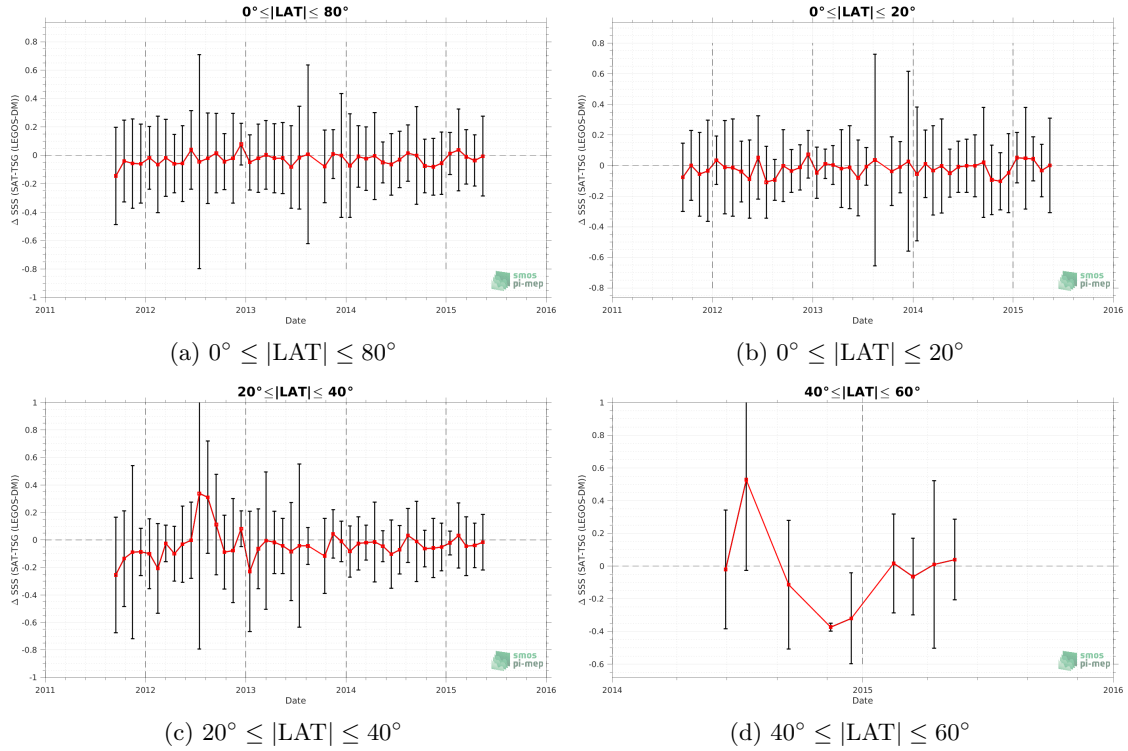 0°≤|LAT|≤ 80°
0.8
0.6
0.4
0.2
0
-0.2
-0.4
-0.6
-0.8
-1
Δ SSS (SAT-TSG (LEGOS-DM))
2011
2012
2013
2014
2015
2016
Date
smos
pi-mep
(a) 0° ≤ |LAT| ≤ 80°
0°≤|LAT|≤ 20°
0.8
0.6
0.4
0.2
0
-0.2
-0.4
-0.6
-0.8
Δ SSS (SAT-TSG (LEGOS-DM))
2011
2012
2013
2014
2015
2016
Date
smos
pi-mep
(b) 0° ≤ |LAT| ≤ 20°
20°≤|LAT|≤ 40°
1
0.8
0.6
0.4
0.2
0
-0.2
-0.4
-0.6
-0.8
-1
Δ SSS (SAT-TSG (LEGOS-DM))
2011
2012
2013
2014
2015
2016
Date
smos
pi-mep
(c) 20° ≤ |LAT| ≤ 40°
40°≤|LAT|≤ 60°
1
0.8
0.6
0.4
0.2
0
-0.2
-0.4
-0.6
Δ SSS (SAT-TSG (LEGOS-DM))
2014
2015
2016
Date
smos
pi-mep
(d) 40° ≤ |LAT| ≤ 60°